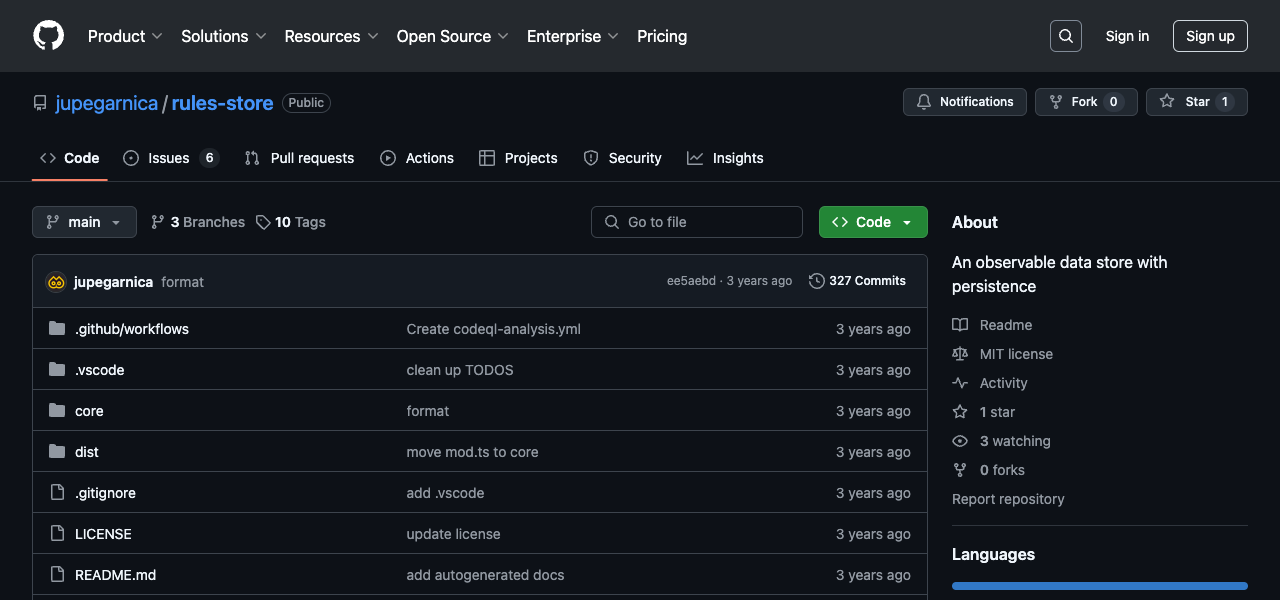 Product Solutions Resources Open Source Enterprise Pricing Sign in Sign up
jupegarnica / rules-store Public Notifications Fork 0 Star 1
Code Issues 6 Pull requests Actions Projects Security Insights
main 3 Branches 10 Tags Go to file Code
jupegarnica format ee5aebd · 3 years ago 327 Commits
.github/workflows Create codeql-analysis.yml 3 years ago
.vscode clean up TODOS 3 years ago
core format 3 years ago
dist move mod.ts to core 3 years ago
.gitignore add .vscode 3 years ago
LICENSE update license 3 years ago
README.md add autogenerated docs 3 years ago
About
An observable data store with
persistence
Readme
MIT license
Activity
1 star
3 watching
0 forks
Report repository
Languages